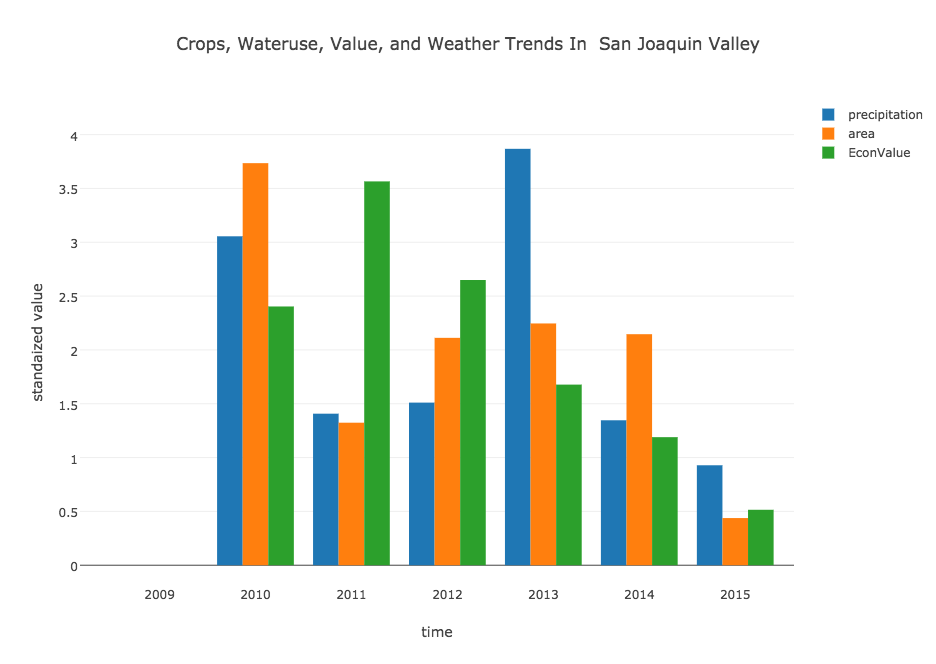 Crops, Wateruse, Value, and Weather Trends In  San Joaquin Valley
precipitation
area
EconValue
4
3.5
3
2.5
2
1.5
1
0.5
0
standaized value
2009 2010 2011 2012 2013 2014 2015
time